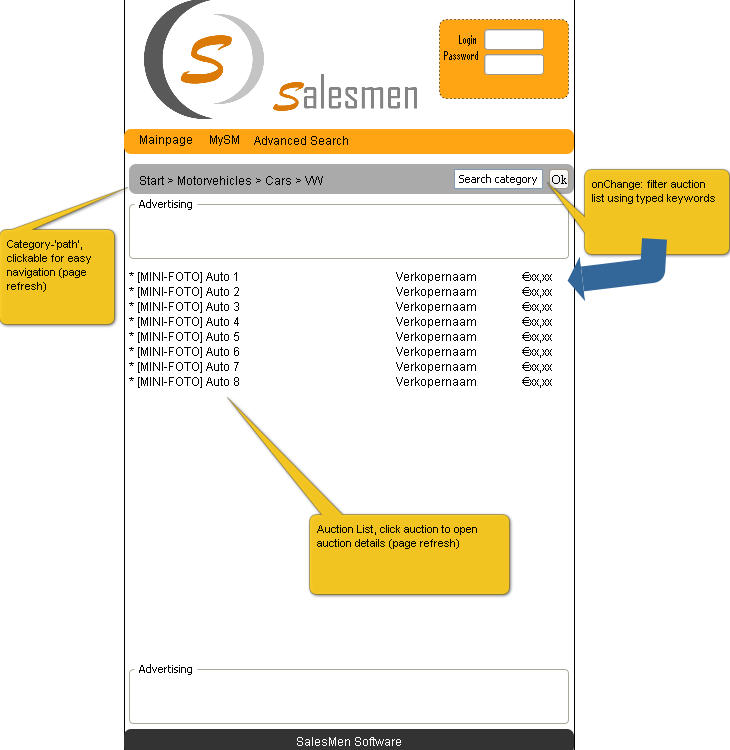 S
Salesmen
Login
Password
Mainpage MySM Advanced Search
Start > Motorvehicles > Cars > VW Search category Ok
onChange: filter auction
list using typed keywords
Advertising
Category-'path',
clickable for easy
navigation (page
refresh)
* [MINI-FOTO] Auto 1 Verkopernaam €xx,xx
* [MINI-FOTO] Auto 2 Verkopernaam €xx,xx
* [MINI-FOTO] Auto 3 Verkopernaam €xx,xx
* [MINI-FOTO] Auto 4 Verkopernaam €xx,xx
* [MINI-FOTO] Auto 5 Verkopernaam €xx,xx
* [MINI-FOTO] Auto 6 Verkopernaam €xx,xx
* [MINI-FOTO] Auto 7 Verkopernaam €xx,xx
* [MINI-FOTO] Auto 8 Verkopernaam €xx,xx
Auction List, click auction to open
auction details (page refresh)
Advertising
SalesMen Software